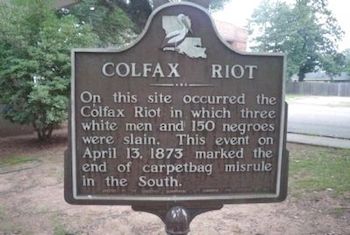 COLFAX RIOT
On this site occurred the
Colfax Riot in which three
white men and 150 negroes
were slain. This event on
April 13, 1873 marked the
end of carpetbag misrule
in the South.